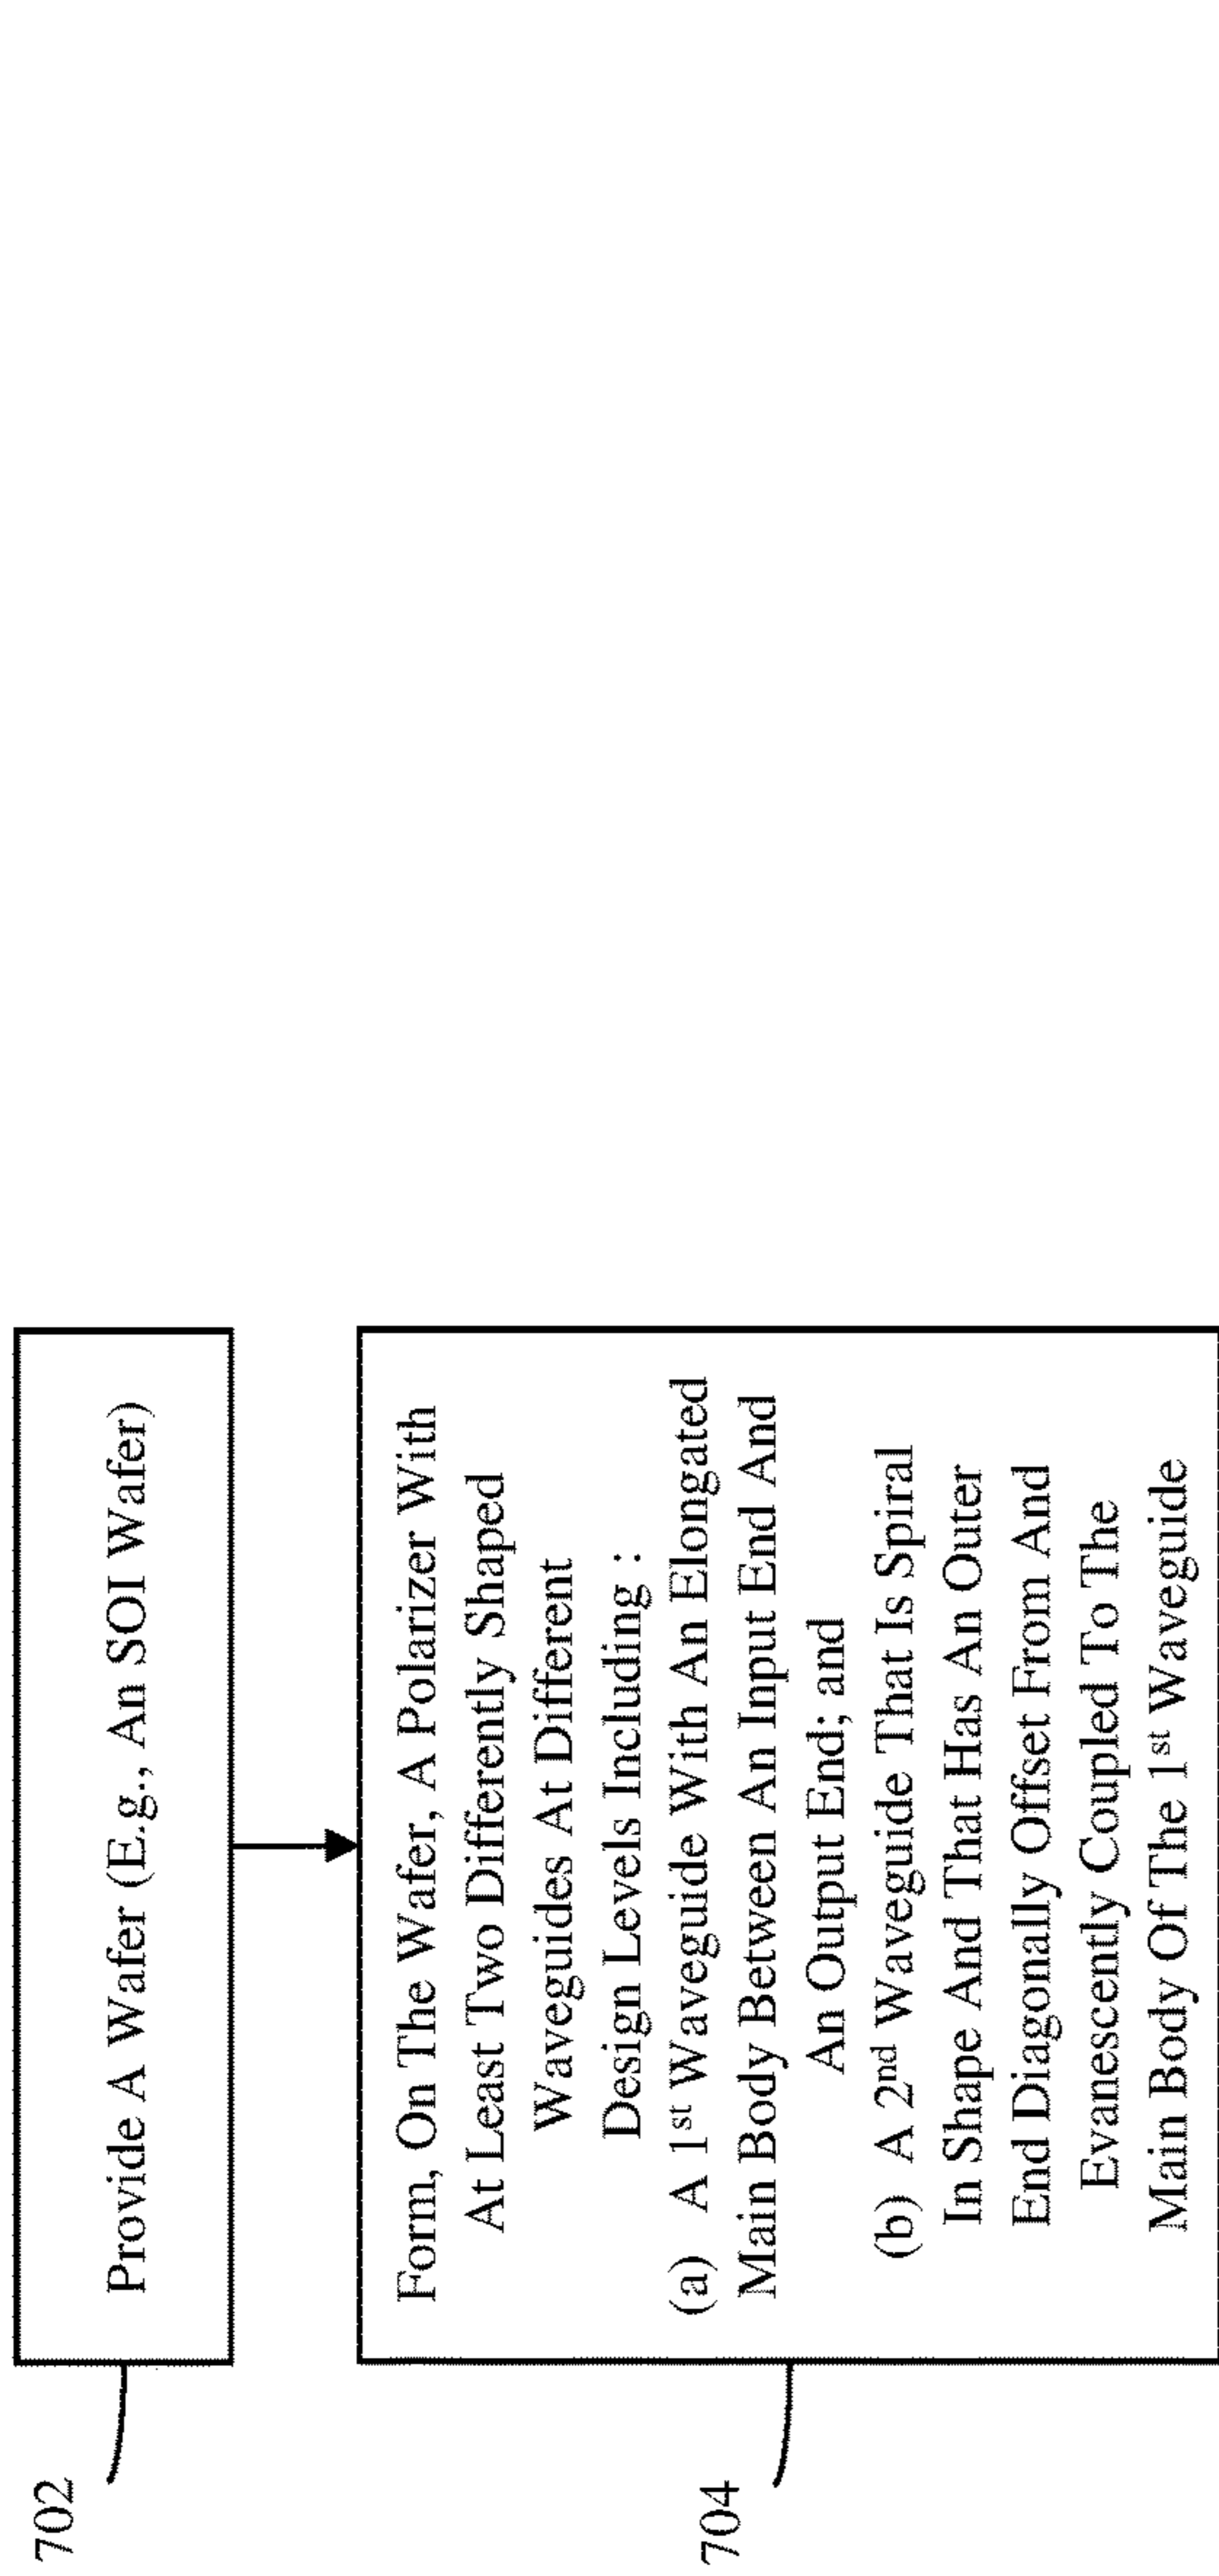 702
Provide A Wafer (E.g., An SOI Wafer)
704
Form, On The Wafer, A Polarizer With
At Least Two Differently Shaped
Waveguides At Different
Design Levels Including :
(a) A 1st Waveguide With An Elongated
Main Body Between An Input End And
An Output End; and
(b) A 2nd Waveguide That Is Spiral
In Shape And That Has An Outer
End Diagonally Offset From And
Evanescently Coupled To The
Main Body Of The 1st Waveguide